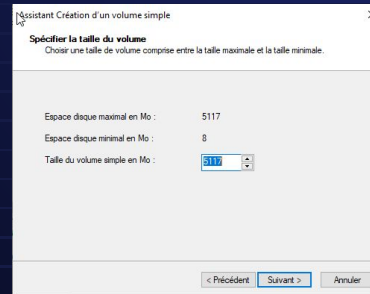 Assistant Création d'un volume simple
Spécifier la taille du volume
Choisir une taille de volume comprise entre la taille maximale et la taille minimale.
Espace disque maximal en Mo : 5117
Espace disque minimal en Mo : 8
Taille du volume simple en Mo : 5117
< Précédent Suivant > Annuler